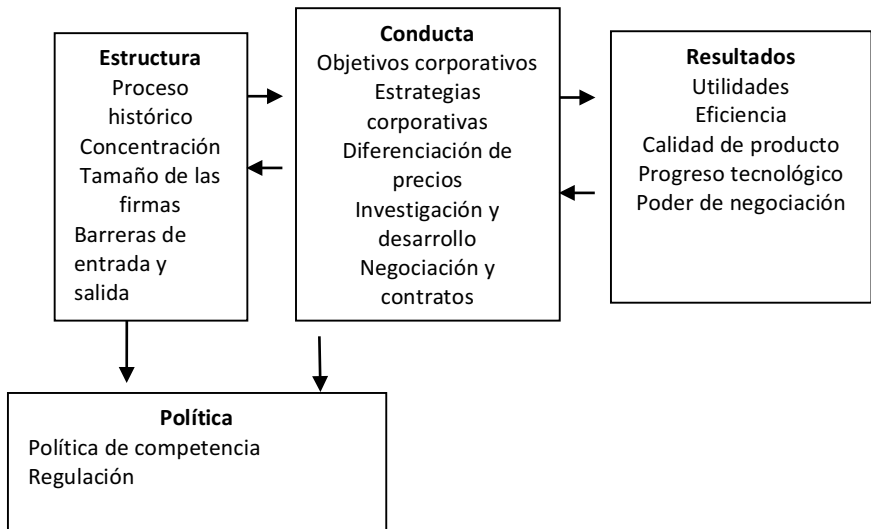 Estructura
Proceso
histórico
Concentración
Tamaño de las
firmas
Barreras de
entrada y
salida
Conducta
Objetivos corporativos
Estrategias
corporativas
Diferenciación de
precios
Investigación y
desarrollo
Negociación y
contratos
Resultados
Utilidades
Eficiencia
Calidad de producto
Progreso tecnológico
Poder de negociación
Política
Política de competencia
Regulación